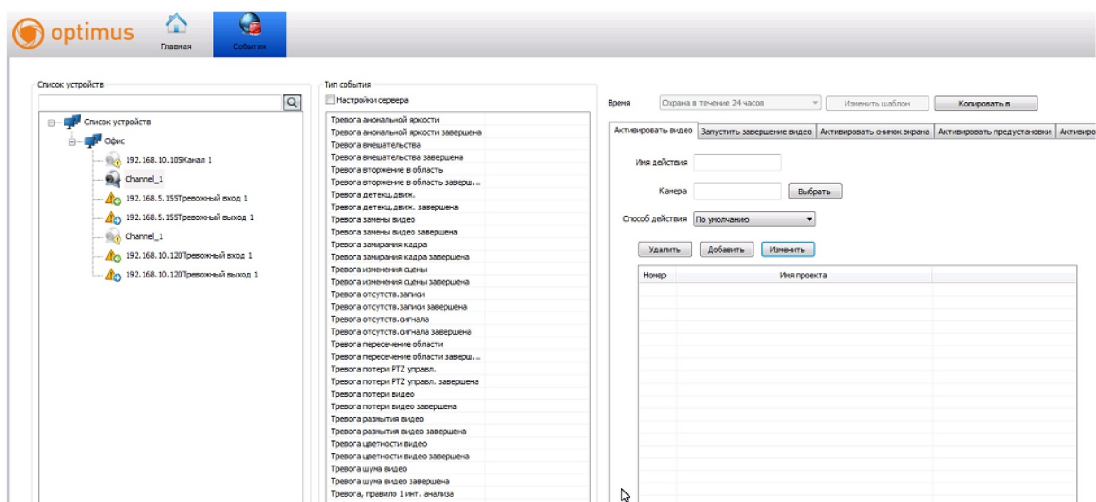 optimus
Главная
События
Список устройств
Список устройств
Офис
192.168.10.105Канал 1
Channel_1
192.168.5.155Тревожный вход 1
192.168.5.155Тревожный выход 1
Channel_1
192.168.10.120Тревожный вход 1
192.168.10.120Тревожный выход 1
Тип события
Настройки сервера
Тревога аномальной яркости
Тревога аномальной яркости завершена
Тревога вмешательства
Тревога вмешательства завершена
Тревога вторжение в область
Тревога вторжение в область заверш,...
Тревога детекц.движ.
Тревога детекц.движ. завершена
Тревога замены видео
Тревога замены видео завершена
Тревога замирания кадра
Тревога замирания кадра завершена
Тревога изменения сцены
Тревога изменения сцены завершена
Тревога отсутств.записи
Тревога отсутств.записи завершена
Тревога отсутств.сигнала
Тревога отсутств.сигнала завершена
Тревога пересечение области
Тревога пересечение области заверш,...
Тревога потери PTZ управл.
Тревога потери PTZ управл. завершена
Тревога потери видео
Тревога потери видео завершена
Тревога размытия видео
Тревога размытия видео завершена
Тревога цветности видео
Тревога цветности видео завершена
Тревога шума видео
Тревога шума видео завершена
Тревога, правило 1инт. анализа
Время Охрана в течение 24 часов Изменить шаблон Копировать в
Активировать видео Запустить завершение видео Активировать снимок экрана Активировать предустановки Активиро
Имя действия
Камера Выбрать
Способ действия По умолчанию
Удалить Добавить Изменить
Номер Имя проекта